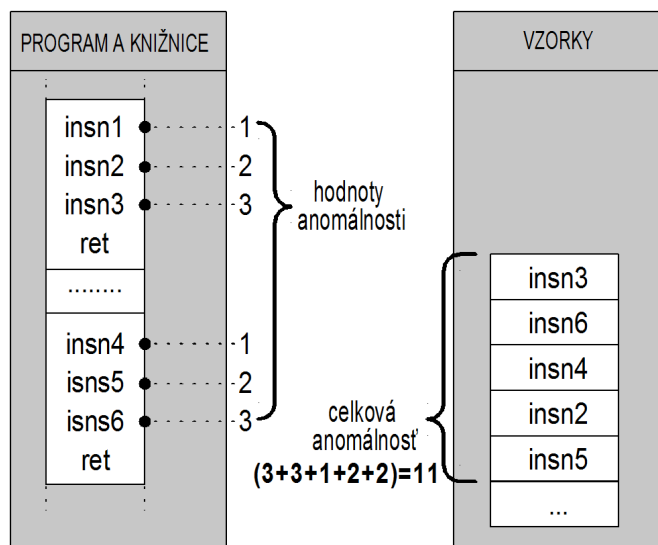 PROGRAM A KNIŽNICE
insn1 1
insn2 2
insn3 3
ret
........
insn4 1
isns5 2
isns6 3
ret
hodnoty
anomálnosti
celková
anomálnosť
(3+3+1+2+2)=11
VZORKY
insn3
insn6
insn4
insn2
insn5
...